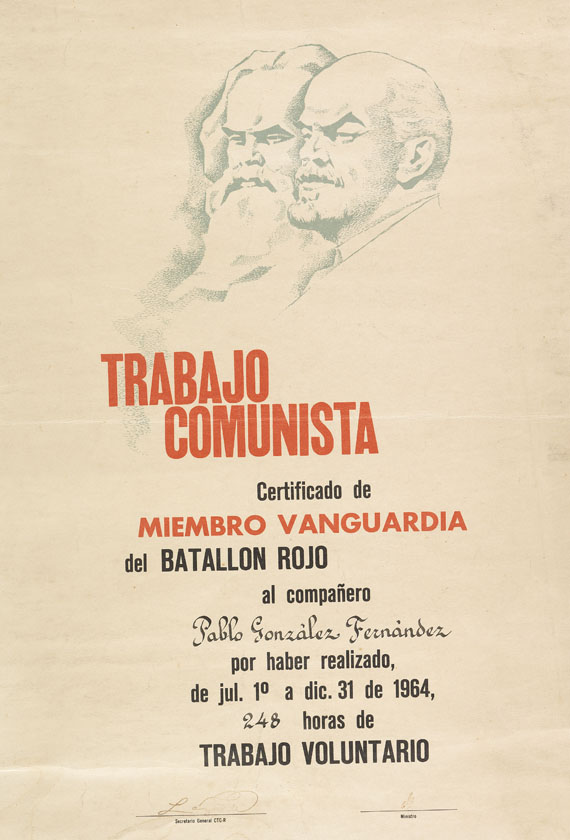 TRABAJO
COMUNISTA
Certificado de
MIEMBRO VANGUARDIA
del BATALLON ROJO
al compañero
Pablo González Fernández
por haber realizado,
de jul. 1º a dic. 31 de 1964,
248 horas de
TRABAJO VOLUNTARIO
Secretario General CTC-R
Ministro